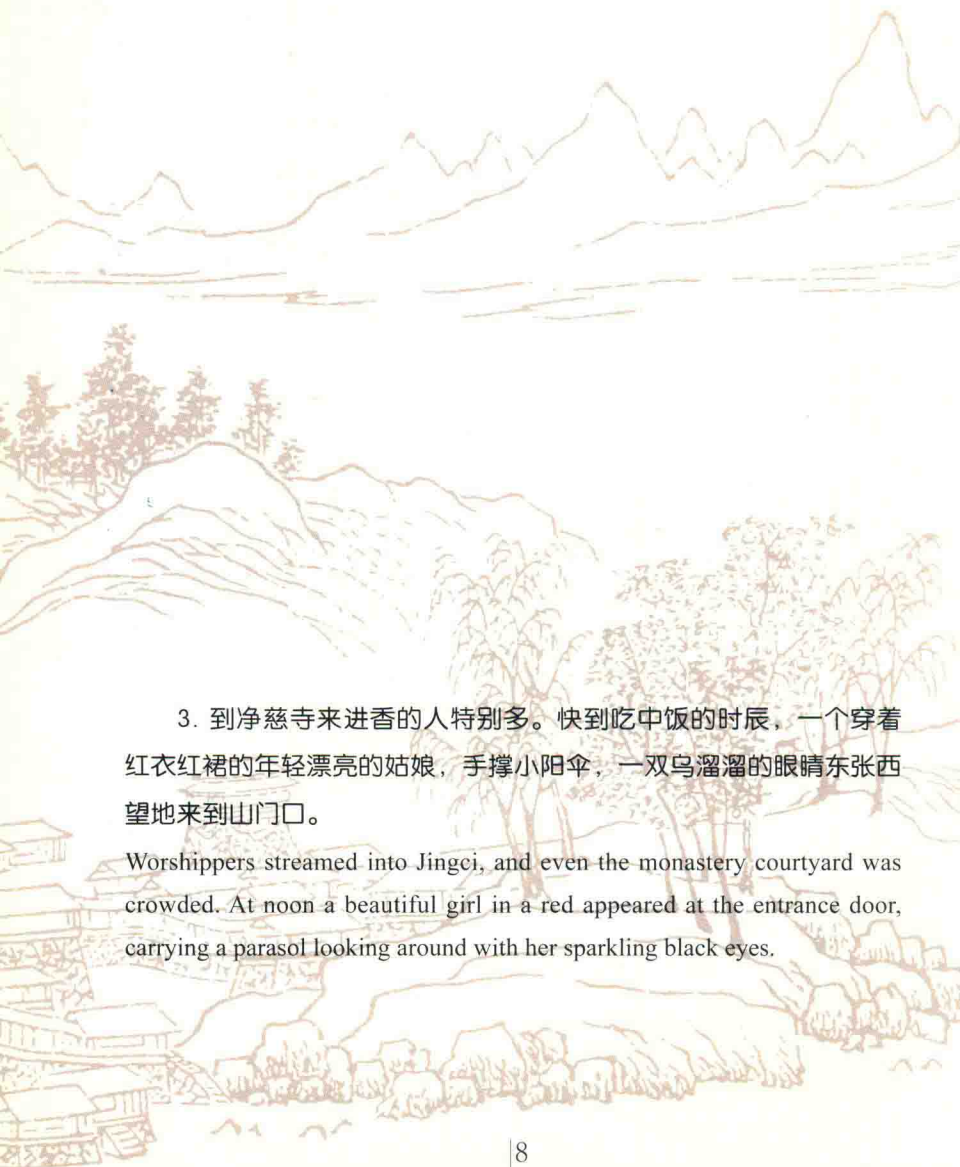 3. 到净慈寺来进香的人特别多。快到吃中饭的时辰，一个穿着
红衣红裙的年轻漂亮的姑娘，手撑小阳伞，一双乌溜溜的眼睛东张西
望地来到山门口。
Worshippers streamed into Jingci, and even the monastery courtyard was
crowded. At noon a beautiful girl in a red appeared at the entrance door,
carrying a parasol looking around with her sparkling black eyes.
8